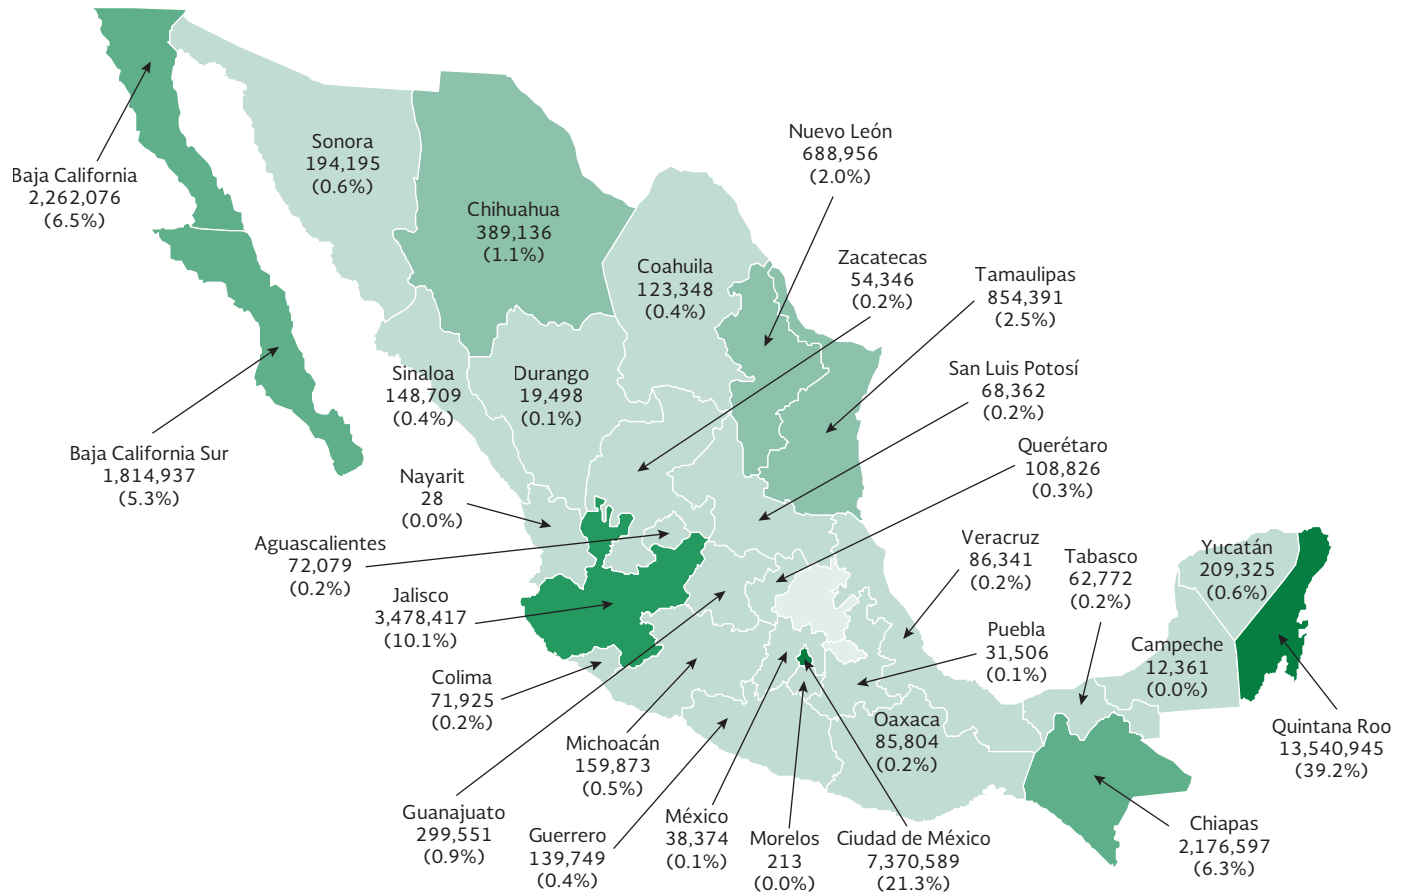 Baja California
2,262,076
(6.5%)
Sonora
194,195
(0.6%)
Chihuahua
389,136
(1.1%)
Coahuila
123,348
(0.4%)
Nuevo León
688,956
(2.0%)
Zacatecas
54,346
(0.2%)
Tamaulipas
854,391
(2.5%)
San Luis Potosí
68,362
(0.2%)
Sinaloa
148,709
(0.4%)
Durango
19,498
(0.1%)
Querétaro
108,826
(0.3%)
Baja California Sur
1,814,937
(5.3%)
Nayarit
28
(0.0%)
Aguascalientes
72,079
(0.2%)
Jalisco
3,478,417
(10.1%)
Colima
71,925
(0.2%)
Veracruz
86,341
(0.2%)
Tabasco
62,772
(0.2%)
Yucatán
209,325
(0.6%)
Puebla
31,506
(0.1%)
Campeche
12,361
(0.0%)
Quintana Roo
13,540,945
(39.2%)
Oaxaca
85,804
(0.2%)
Michoacán
159,873
(0.5%)
Guanajuato
299,551
(0.9%)
Guerrero
139,749
(0.4%)
México
38,374
(0.1%)
Morelos
213
(0.0%)
Ciudad de México
7,370,589
(21.3%)
Chiapas
2,176,597
(6.3%)